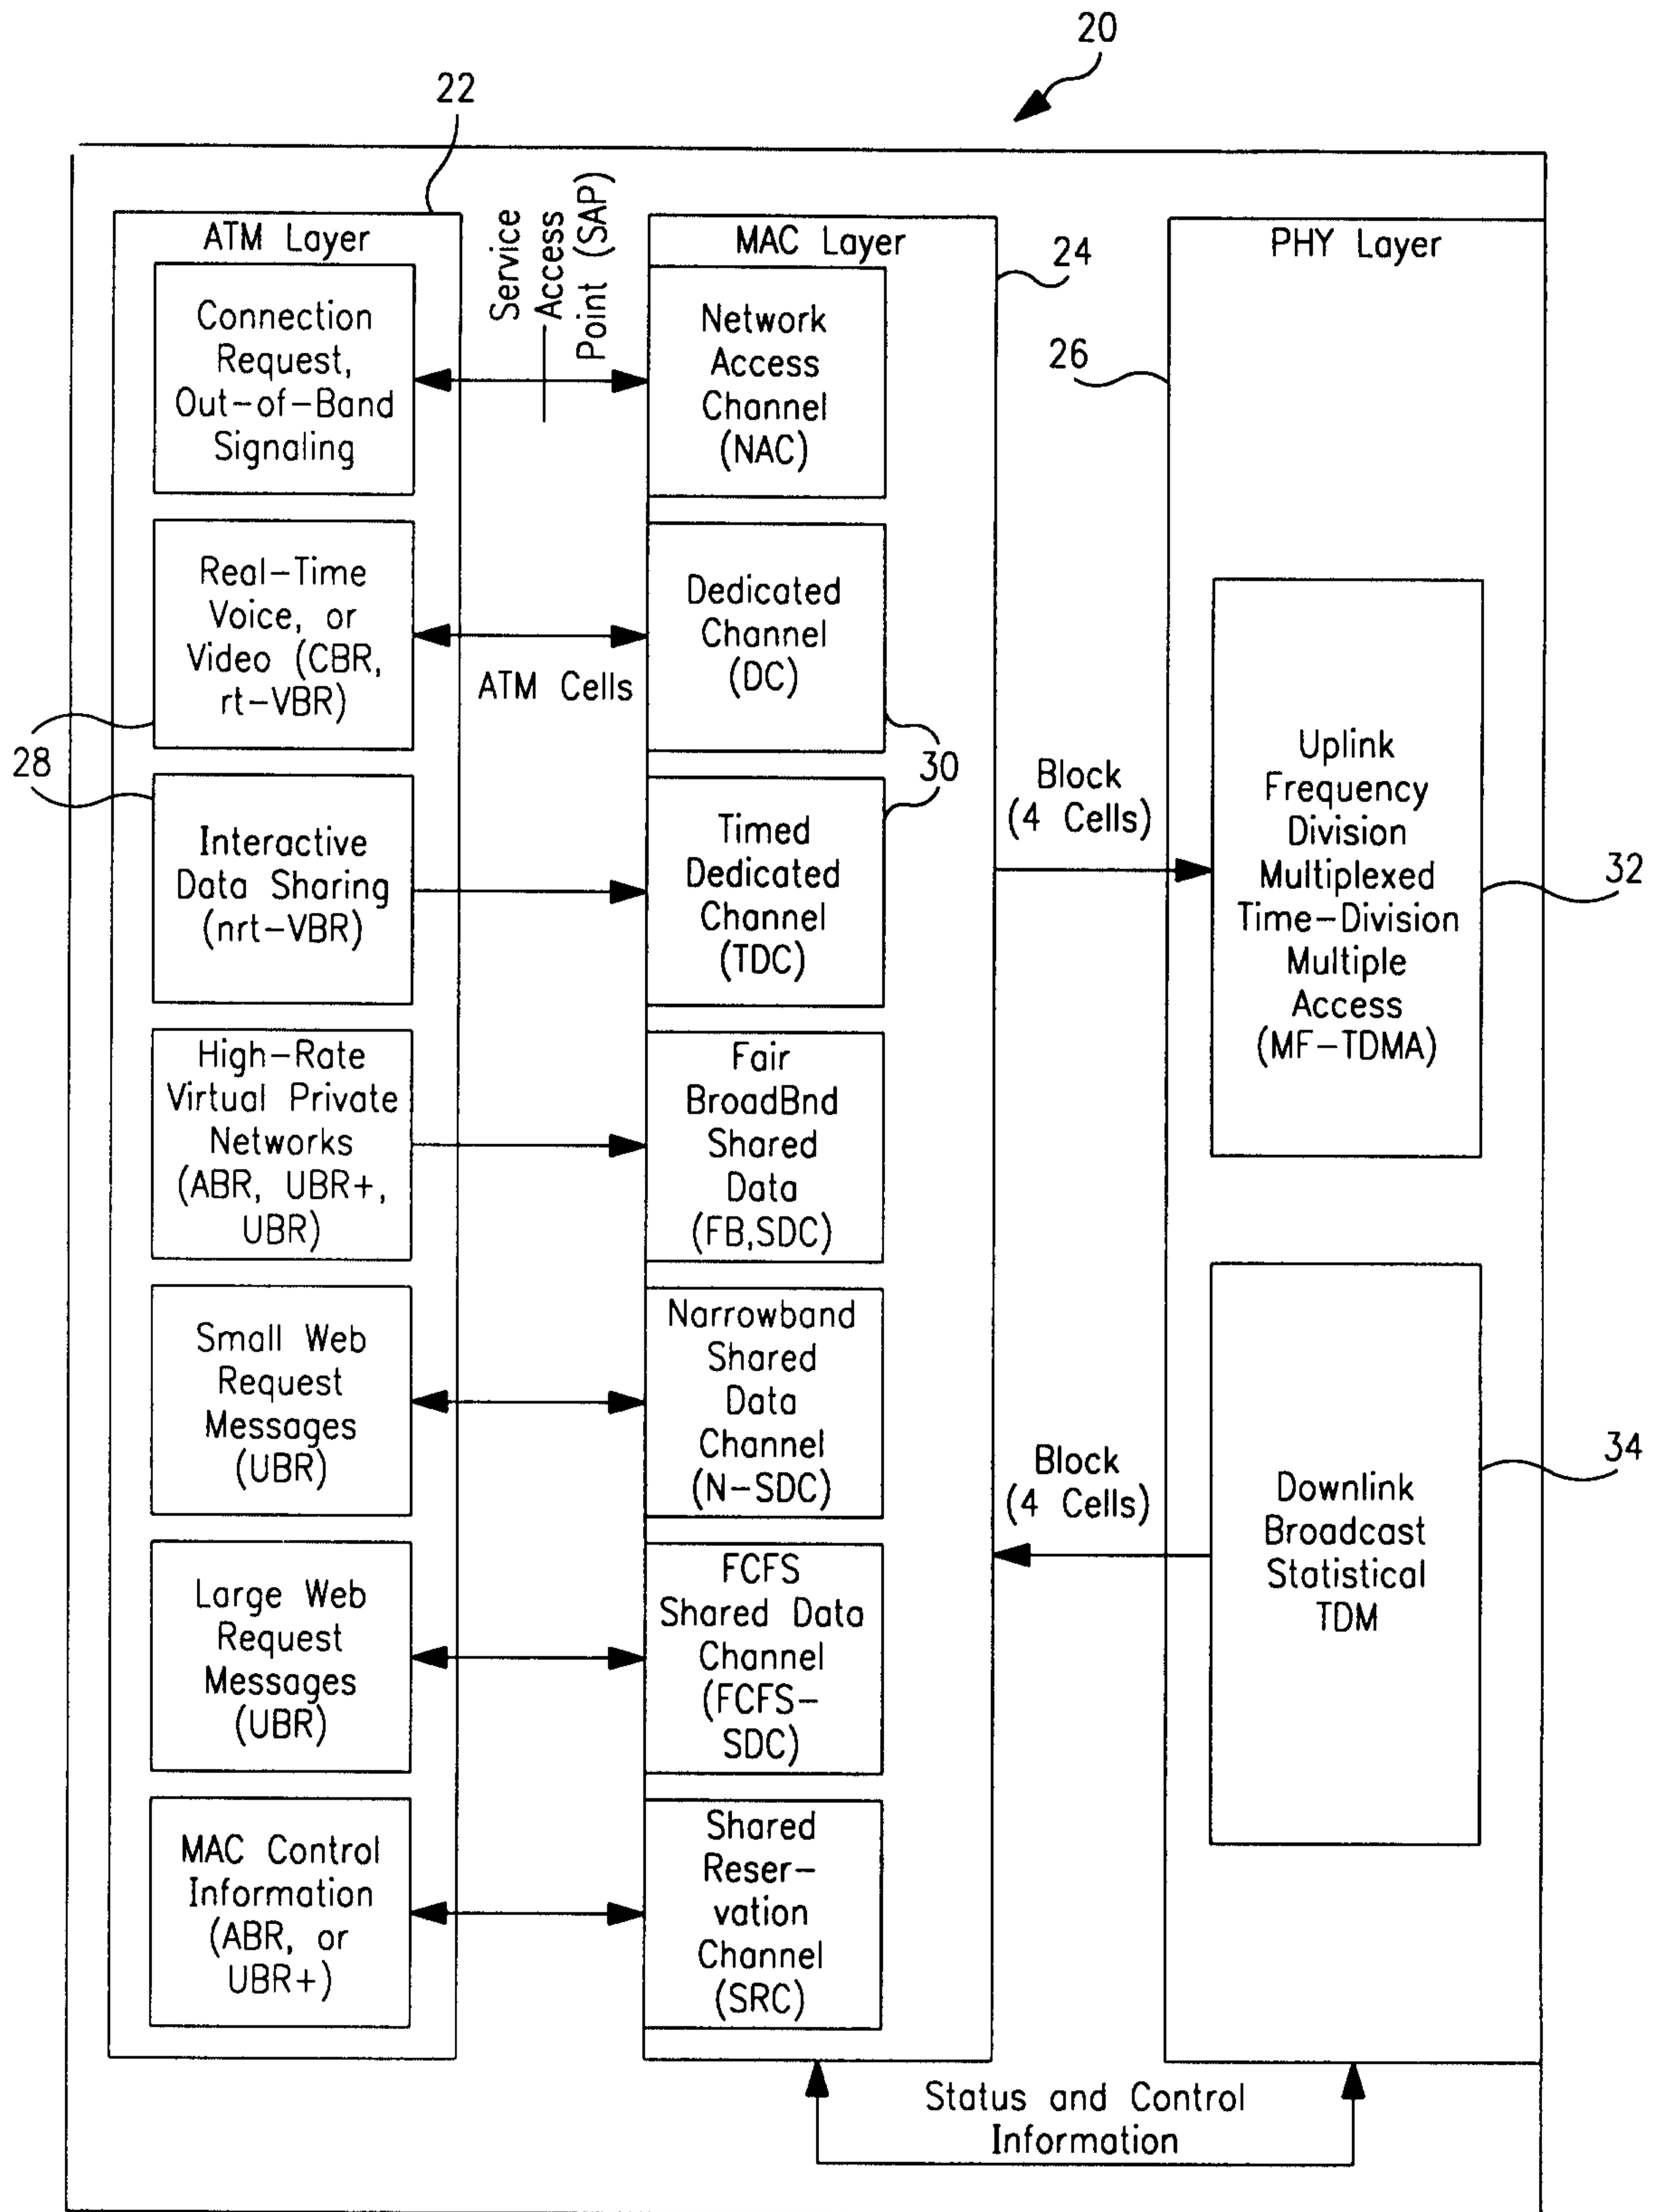 20
22
ATM Layer
Service
Access
Point (SAP)
MAC Layer
24
PHY Layer
26
Connection
Request,
Out-of-Band
Signaling
Network
Access
Channel
(NAC)
Real-Time
Voice, or
Video (CBR,
rt-VBR)
ATM Cells
Dedicated
Channel
(DC)
28
30
Interactive
Data Sharing
(nrt-VBR)
Timed
Dedicated
Channel
(TDC)
Block
(4 Cells)
Uplink
Frequency
Division
Multiplexed
Time-Division
Multiple
Access
(MF-TDMA)
32
High-Rate
Virtual Private
Networks
(ABR, UBR+,
UBR)
Fair
BroadBnd
Shared
Data
(FB,SDC)
Small Web
Request
Messages
(UBR)
Narrowband
Shared
Data
Channel
(N-SDC)
Block
(4 Cells)
Downlink
Broadcast
Statistical
TDM
34
Large Web
Request
Messages
(UBR)
FCFS
Shared Data
Channel
(FCFS-
SDC)
MAC Control
Information
(ABR, or
UBR+)
Shared
Reser-
vation
Channel
(SRC)
Status and Control
Information